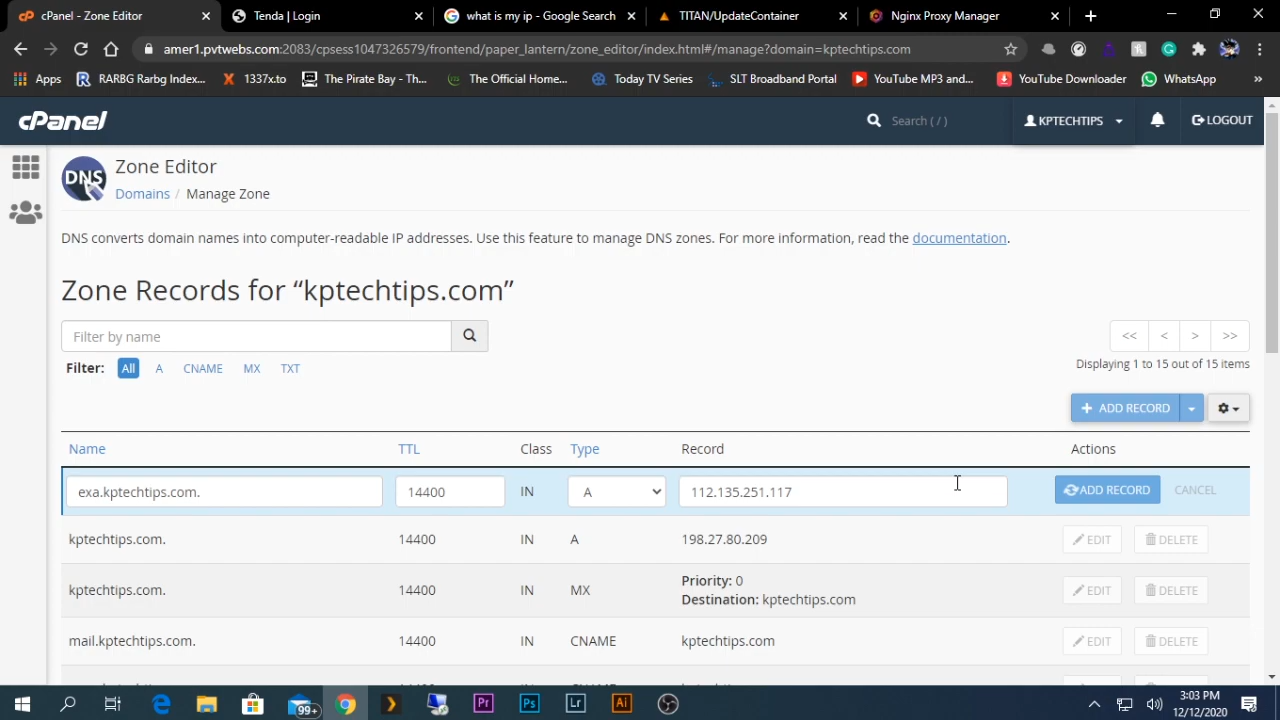 cPanel - Zone Editor
Tenda | Login
what is my ip - Google Search
TITAN/UpdateContainer
Nginx Proxy Manager
amer1.pvtwebs.com:2083/cpsess1047326579/frontend/paper_lantern/zone_editor/index.html#/manage?domain=kptechtips.com
Apps
RARBG Rarbg Index...
1337x.to
The Pirate Bay - Th...
The Official Home...
Today TV Series
SLT Broadband Portal
YouTube MP3 and...
YouTube Downloader
WhatsApp
cPanel
Search ( / )
KPTECHTIPS
LOGOUT
DNS
Zone Editor
Domains / Manage Zone
DNS converts domain names into computer-readable IP addresses. Use this feature to manage DNS zones. For more information, read the documentation.
Zone Records for “kptechtips.com”
Filter by name
<< < > >>
Filter: All A CNAME MX TXT
Displaying 1 to 15 out of 15 items
+ ADD RECORD
Name TTL Class Type Record Actions
exa.kptechtips.com. 14400 IN A 112.135.251.117 ADD RECORD CANCEL
kptechtips.com. 14400 IN A 198.27.80.209 EDIT DELETE
kptechtips.com. 14400 IN MX Priority: 0
Destination: kptechtips.com EDIT DELETE
mail.kptechtips.com. 14400 IN CNAME kptechtips.com EDIT DELETE
99+
Pr
Ps
Lr
Ai
3:03 PM
12/12/2020